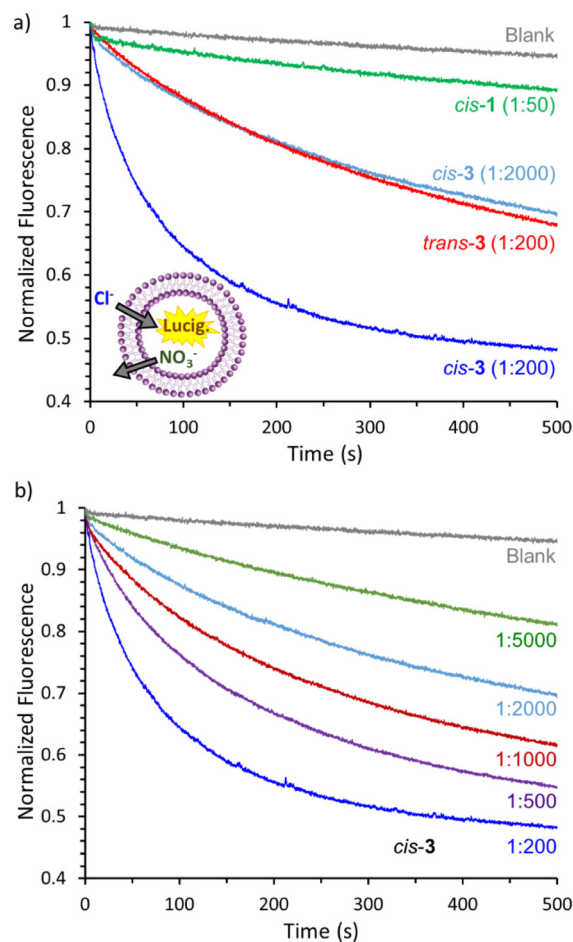 a)
1
0.9
0.8
0.7
0.6
0.5
0.4
Normalized Fluorescence
Blank
cis-1 (1:50)
cis-3 (1:2000)
trans-3 (1:200)
cis-3 (1:200)
Cl-
Lucig.
NO3-
0
100
200
300
400
500
Time (s)
b)
1
0.9
0.8
0.7
0.6
0.5
0.4
Normalized Fluorescence
Blank
1:5000
1:2000
1:1000
1:500
cis-3 1:200
0
100
200
300
400
500
Time (s)